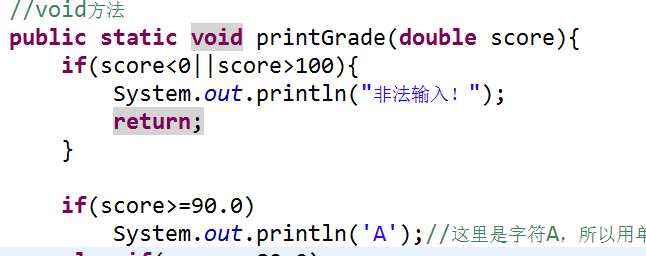 //void方法
public static void printGrade(double score){
if(score<0||score>100){
System.out.println("非法输入！");
return;
}
if(score>=90.0)
System.out.println('A');//这里是字符A，所以用单